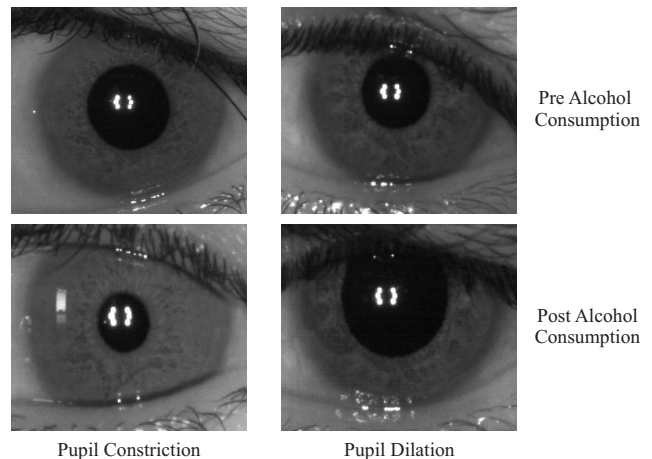 Pre Alcohol
Consumption
Post Alcohol
Consumption
Pupil Constriction
Pupil Dilation